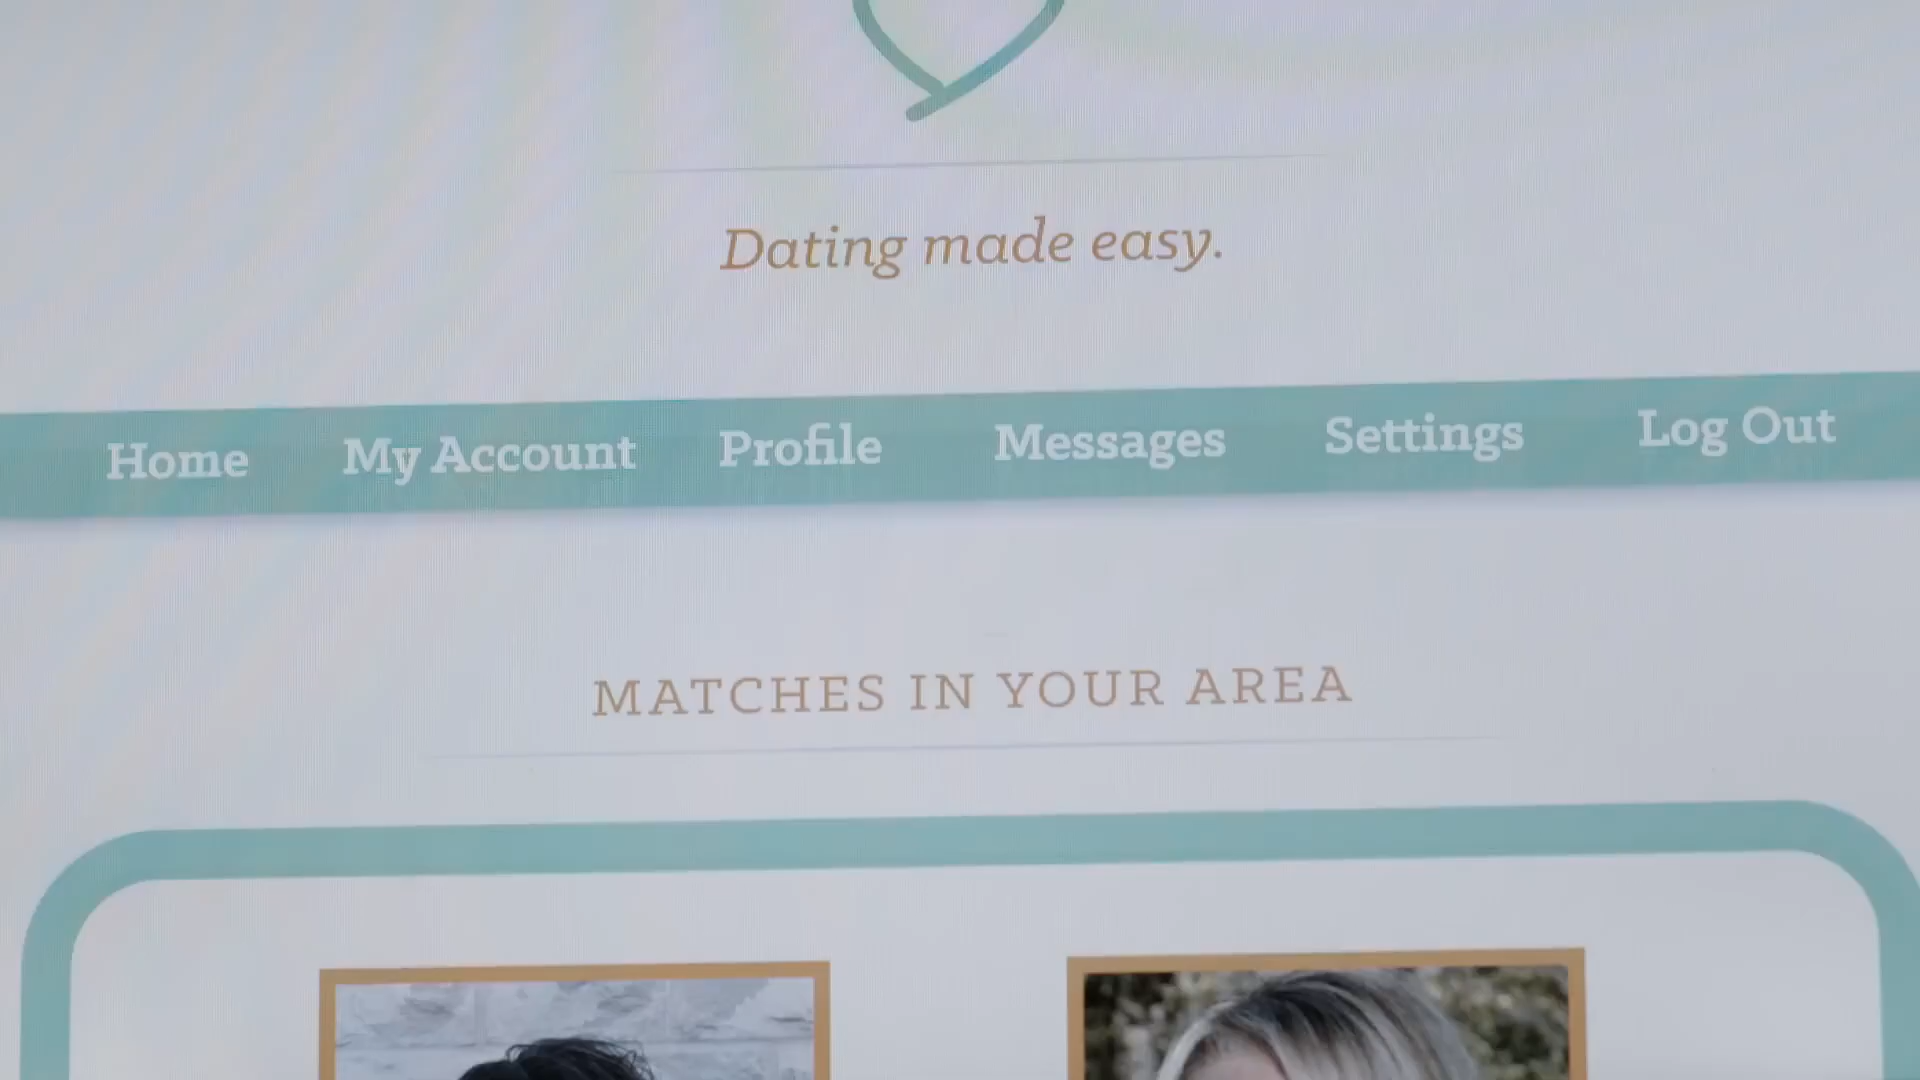 Dating made easy.
Home My Account Profile Messages Settings Log Out
MATCHES IN YOUR AREA